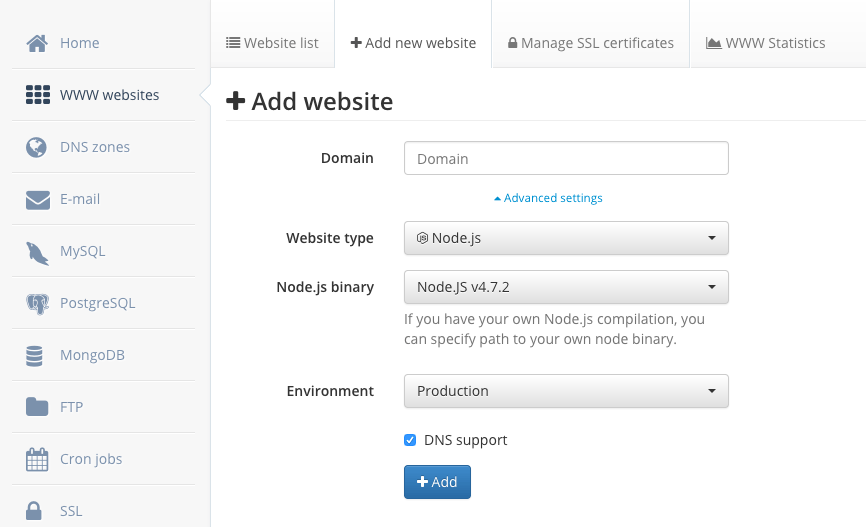 Home
WWW websites
DNS zones
E-mail
MySQL
PostgreSQL
MongoDB
FTP
Cron jobs
SSL
Website list
Add new website
Manage SSL certificates
WWW Statistics
Add website
Domain
Domain
Advanced settings
Website type
Node.js
Node.js binary
Node.JS v4.7.2
If you have your own Node.js compilation, you
can specify path to your own node binary.
Environment
Production
DNS support
Add